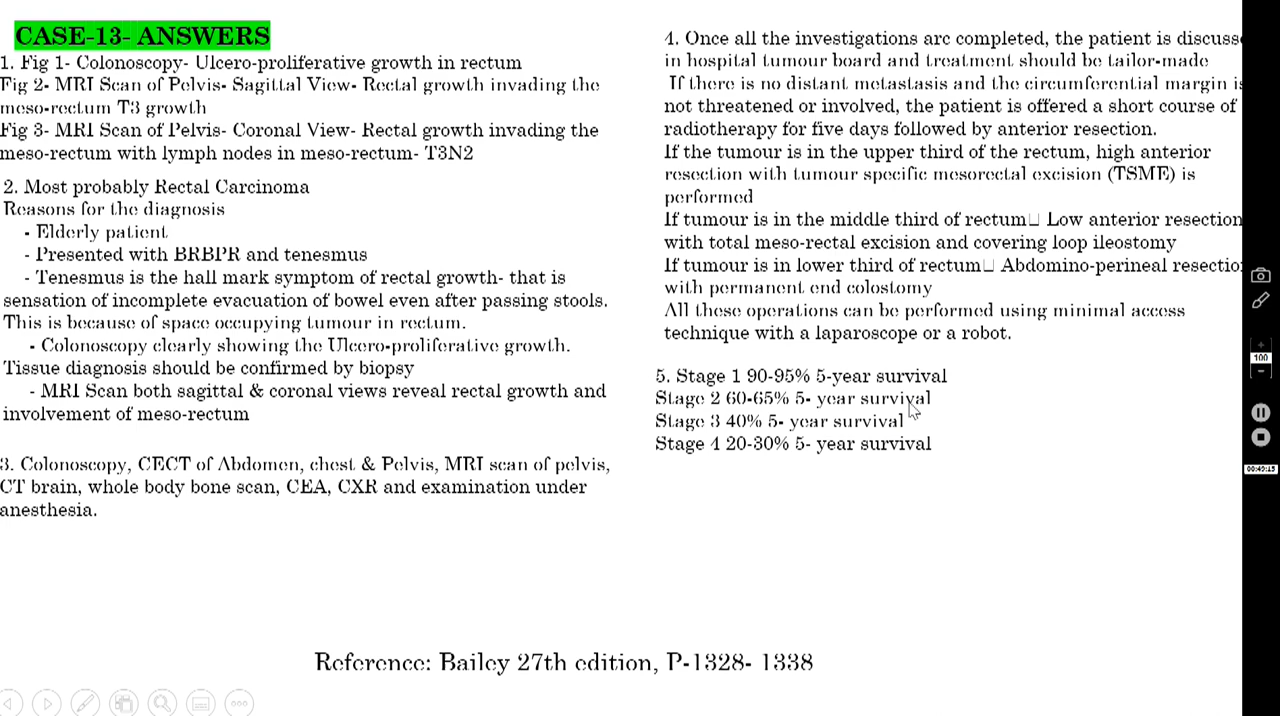 CASE-13- ANSWERS
1. Fig 1- Colonoscopy- Ulcero-proliferative growth in rectum
Fig 2- MRI Scan of Pelvis- Sagittal View- Rectal growth invading the
meso-rectum T3 growth
Fig 3- MRI Scan of Pelvis- Coronal View- Rectal growth invading the
meso-rectum with lymph nodes in meso-rectum- T3N2
2. Most probably Rectal Carcinoma
Reasons for the diagnosis
- Elderly patient
- Presented with BRBPR and tenesmus
- Tenesmus is the hall mark symptom of rectal growth- that is
sensation of incomplete evacuation of bowel even after passing stools.
This is because of space occupying tumour in rectum.
- Colonoscopy clearly showing the Ulcero-proliferative growth.
Tissue diagnosis should be confirmed by biopsy
- MRI Scan both sagittal & coronal views reveal rectal growth and
involvement of meso-rectum
3. Colonoscopy, CECT of Abdomen, chest & Pelvis, MRI scan of pelvis,
CT brain, whole body bone scan, CEA, CXR and examination under
anesthesia.
4. Once all the investigations are completed, the patient is discusse
in hospital tumour board and treatment should be tailor-made
If there is no distant metastasis and the circumferential margin is
not threatened or involved, the patient is offered a short course of
radiotherapy for five days followed by anterior resection.
If the tumour is in the upper third of the rectum, high anterior
resection with tumour specific mesorectal excision (TSME) is
performed
If tumour is in the middle third of rectum□ Low anterior resection
with total meso-rectal excision and covering loop ileostomy
If tumour is in lower third of rectum□ Abdomino-perineal resectio
with permanent end colostomy
All these operations can be performed using minimal access
technique with a laparoscope or a robot.
5. Stage 1 90-95% 5-year survival
Stage 2 60-65% 5- year survival
Stage 3 40% 5- year survival
Stage 4 20-30% 5- year survival
Reference: Bailey 27th edition, P-1328- 1338
100
00:49:15